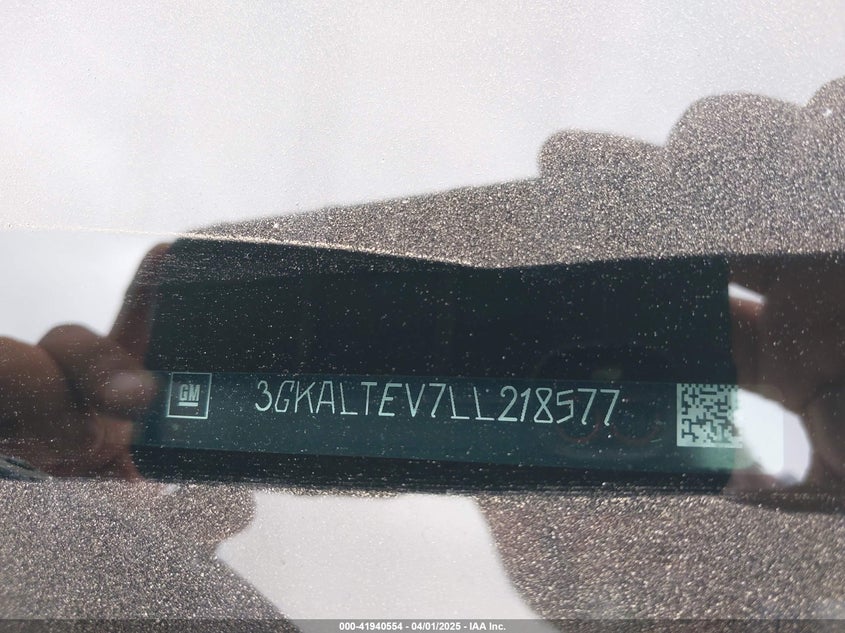 GM 3GKALTEV7LL218577
000-41940554 - 04/01/2025 - IAA Inc.